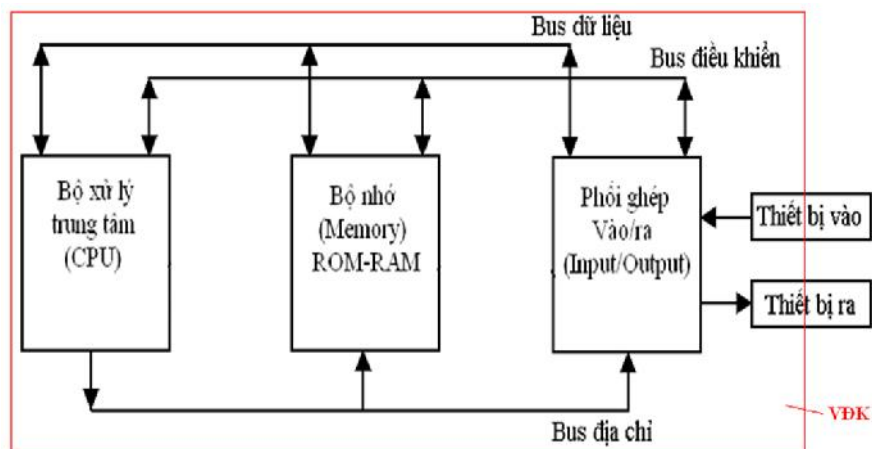 Bus dữ liệu
Bus điều khiển
Bộ xử lý
trung tâm
(CPU)
Bộ nhớ
(Memory)
ROM-RAM
Phối ghép
Vào/ra
(Input/Output)
Thiết bị vào
Thiết bị ra
VĐK
Bus địa chỉ